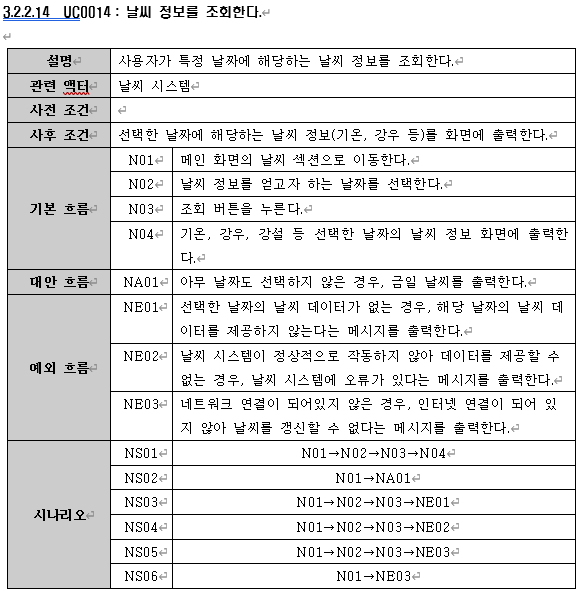 3.2.2.14 UC0014 : 날씨 정보를 조회한다.
설명 사용자가 특정 날짜에 해당하는 날씨 정보를 조회한다.
관련 액터 날씨 시스템
사전 조건
사후 조건 선택한 날짜에 해당하는 날씨 정보(기온, 강우 등)를 화면에 출력한다.
기본 흐름
N01 메인 화면의 날씨 섹션으로 이동한다.
N02 날씨 정보를 얻고자 하는 날짜를 선택한다.
N03 조회 버튼을 누른다.
N04 기온, 강우, 강설 등 선택한 날짜의 날씨 정보 화면에 출력한
다.
대안 흐름 NA01 아무 날짜도 선택하지 않은 경우, 금일 날씨를 출력한다.
예외 흐름
NE01 선택한 날짜의 날씨 데이터가 없는 경우, 해당 날짜의 날씨 데
이터를 제공하지 않는다는 메시지를 출력한다.
NE02 날씨 시스템이 정상적으로 작동하지 않아 데이터를 제공할 수
없는 경우, 날씨 시스템에 오류가 있다는 메시지를 출력한다.
NE03 네트워크 연결이 되어있지 않은 경우, 인터넷 연결이 되어 있
지 않아 날씨를 갱신할 수 없다는 메시지를 출력한다.
시나리오
NS01 N01→N02→N03→N04
NS02 N01→NA01
NS03 N01→N02→N03→NE01
NS04 N01→N02→N03→NE02
NS05 N01→N02→N03→NE03
NS06 N01→NE03